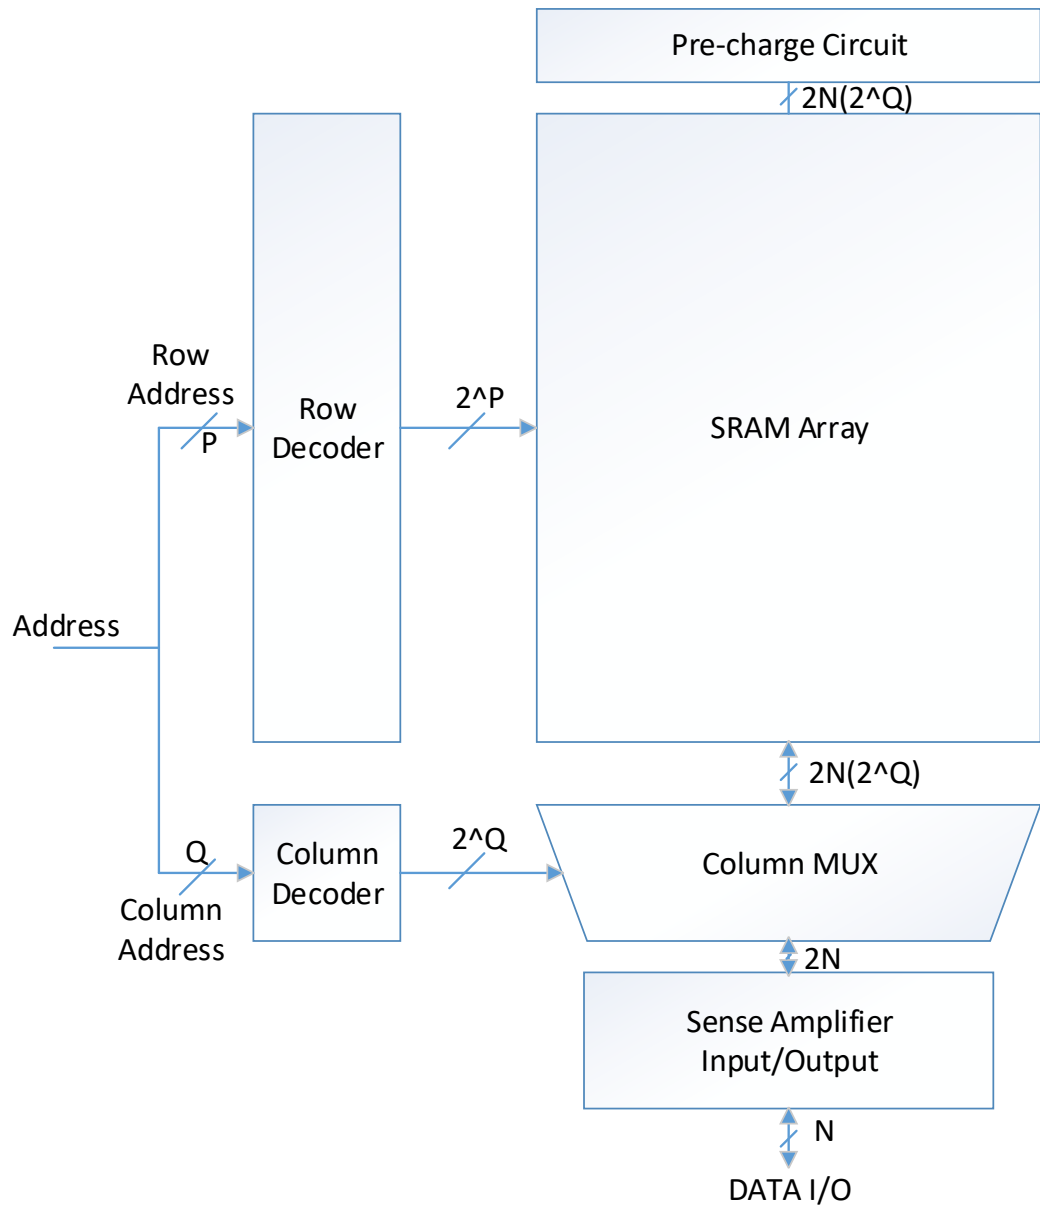 Pre-charge Circuit
2N(2^Q)
Row
Address
P
Row
Decoder
2^P
SRAM Array
Address
2N(2^Q)
Q
Column
Address
Column
Decoder
2^Q
Column MUX
2N
Sense Amplifier
Input/Output
N
DATA I/O